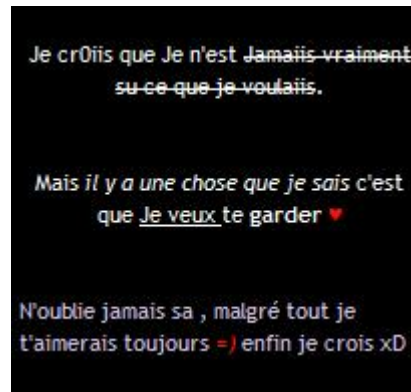 Je cr0iis que Je n'est Jamaiis vraiment
su ce que je voulaiis.
Mais il y a une chose que je sais c'est
que Je veux te garder ♥
N'oublie jamais sa , malgré tout je
t'aimerais toujours =) enfin je crois xD